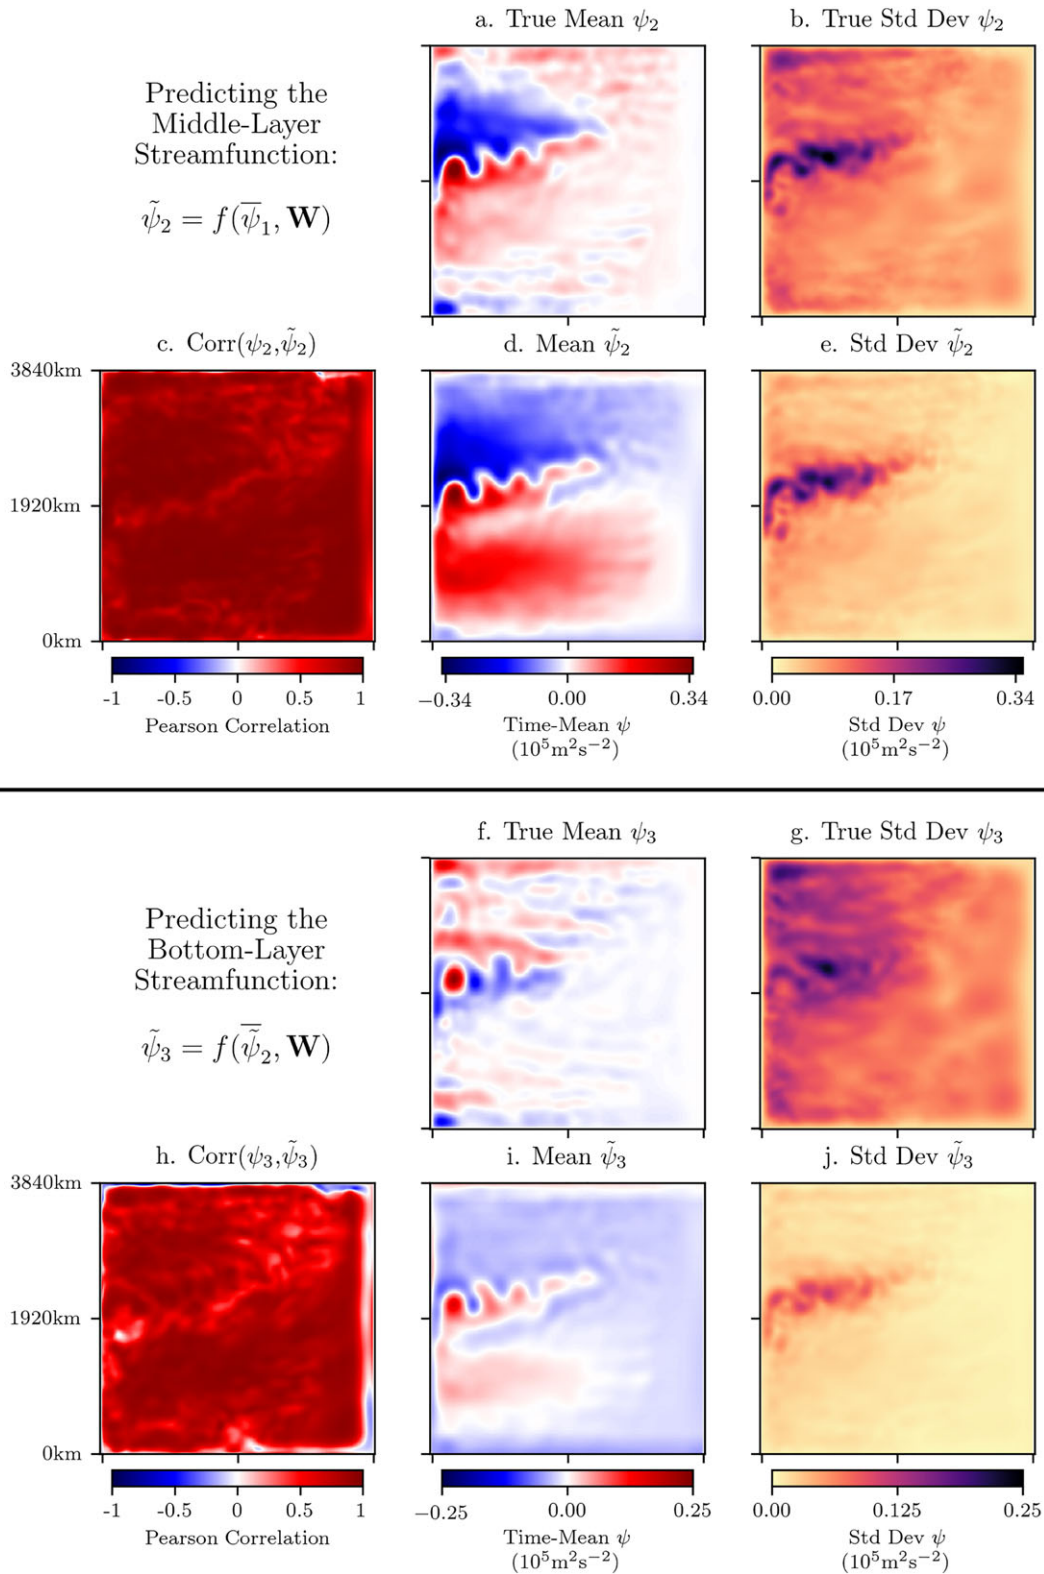 a. True Mean ψ₂
b. True Std Dev ψ₂
Predicting the
Middle-Layer
Streamfunction:
ψ̃₂ = f(ψ̅₁, W)
c. Corr(ψ₂,ψ̃₂)
d. Mean ψ̃₂
e. Std Dev ψ̃₂
3840km
1920km
0km
-1 -0.5 0 0.5 1
Pearson Correlation
−0.34 0.00 0.34
Time-Mean ψ
(10⁵m²s⁻²)
0.00 0.17 0.34
Std Dev ψ
(10⁵m²s⁻²)
f. True Mean ψ₃
g. True Std Dev ψ₃
Predicting the
Bottom-Layer
Streamfunction:
ψ̃₃ = f(ψ̃̅₂, W)
h. Corr(ψ₃,ψ̃₃)
i. Mean ψ̃₃
j. Std Dev ψ̃₃
3840km
1920km
0km
-1 -0.5 0 0.5 1
Pearson Correlation
−0.25 0.00 0.25
Time-Mean ψ
(10⁵m²s⁻²)
0.00 0.125 0.25
Std Dev ψ
(10⁵m²s⁻²)